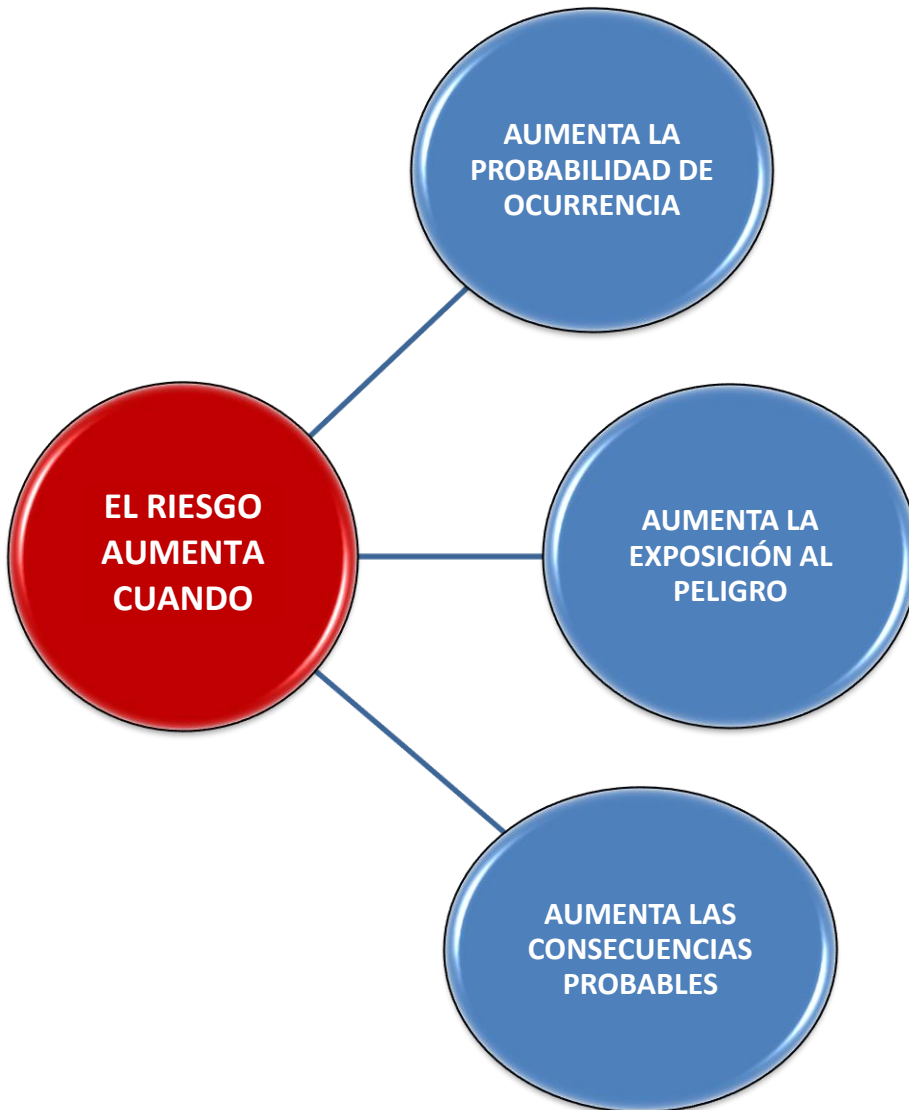 AUMENTA LA
PROBABILIDAD DE
OCURRENCIA
EL RIESGO
AUMENTA
CUANDO
AUMENTA LA
EXPOSICIÓN AL
PELIGRO
AUMENTA LAS
CONSECUENCIAS
PROBABLES